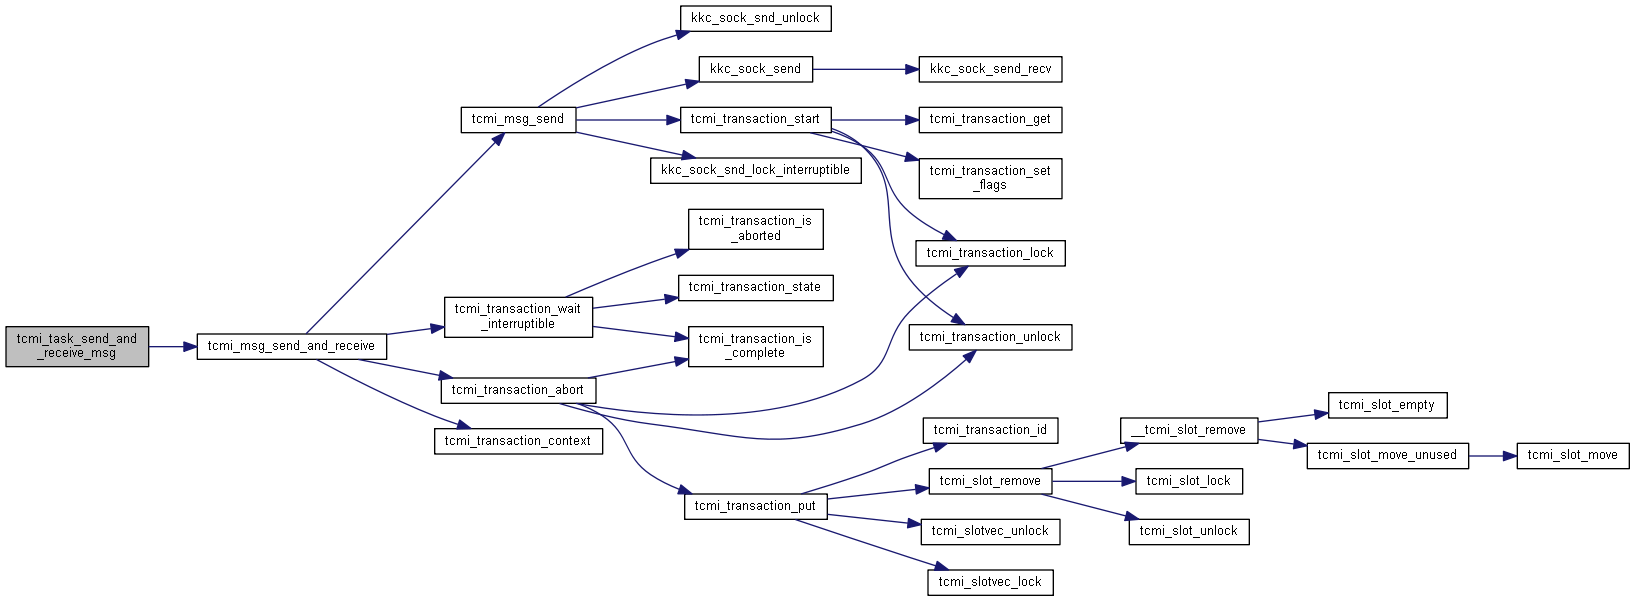 kkc_sock_snd_unlock
kkc_sock_send
kkc_sock_send_recv
tcmi_msg_send
tcmi_transaction_start
tcmi_transaction_get
kkc_sock_snd_lock_interruptible
tcmi_transaction_set
_flags
tcmi_transaction_is
_aborted
tcmi_transaction_lock
tcmi_transaction_state
tcmi_transaction_wait
_interruptible
tcmi_transaction_unlock
tcmi_task_send_and
_receive_msg
tcmi_msg_send_and_receive
tcmi_transaction_is
_complete
tcmi_transaction_abort
tcmi_slot_empty
tcmi_transaction_context
tcmi_transaction_id
__tcmi_slot_remove
tcmi_slot_move_unused
tcmi_slot_move
tcmi_slot_remove
tcmi_slot_lock
tcmi_transaction_put
tcmi_slotvec_unlock
tcmi_slot_unlock
tcmi_slotvec_lock